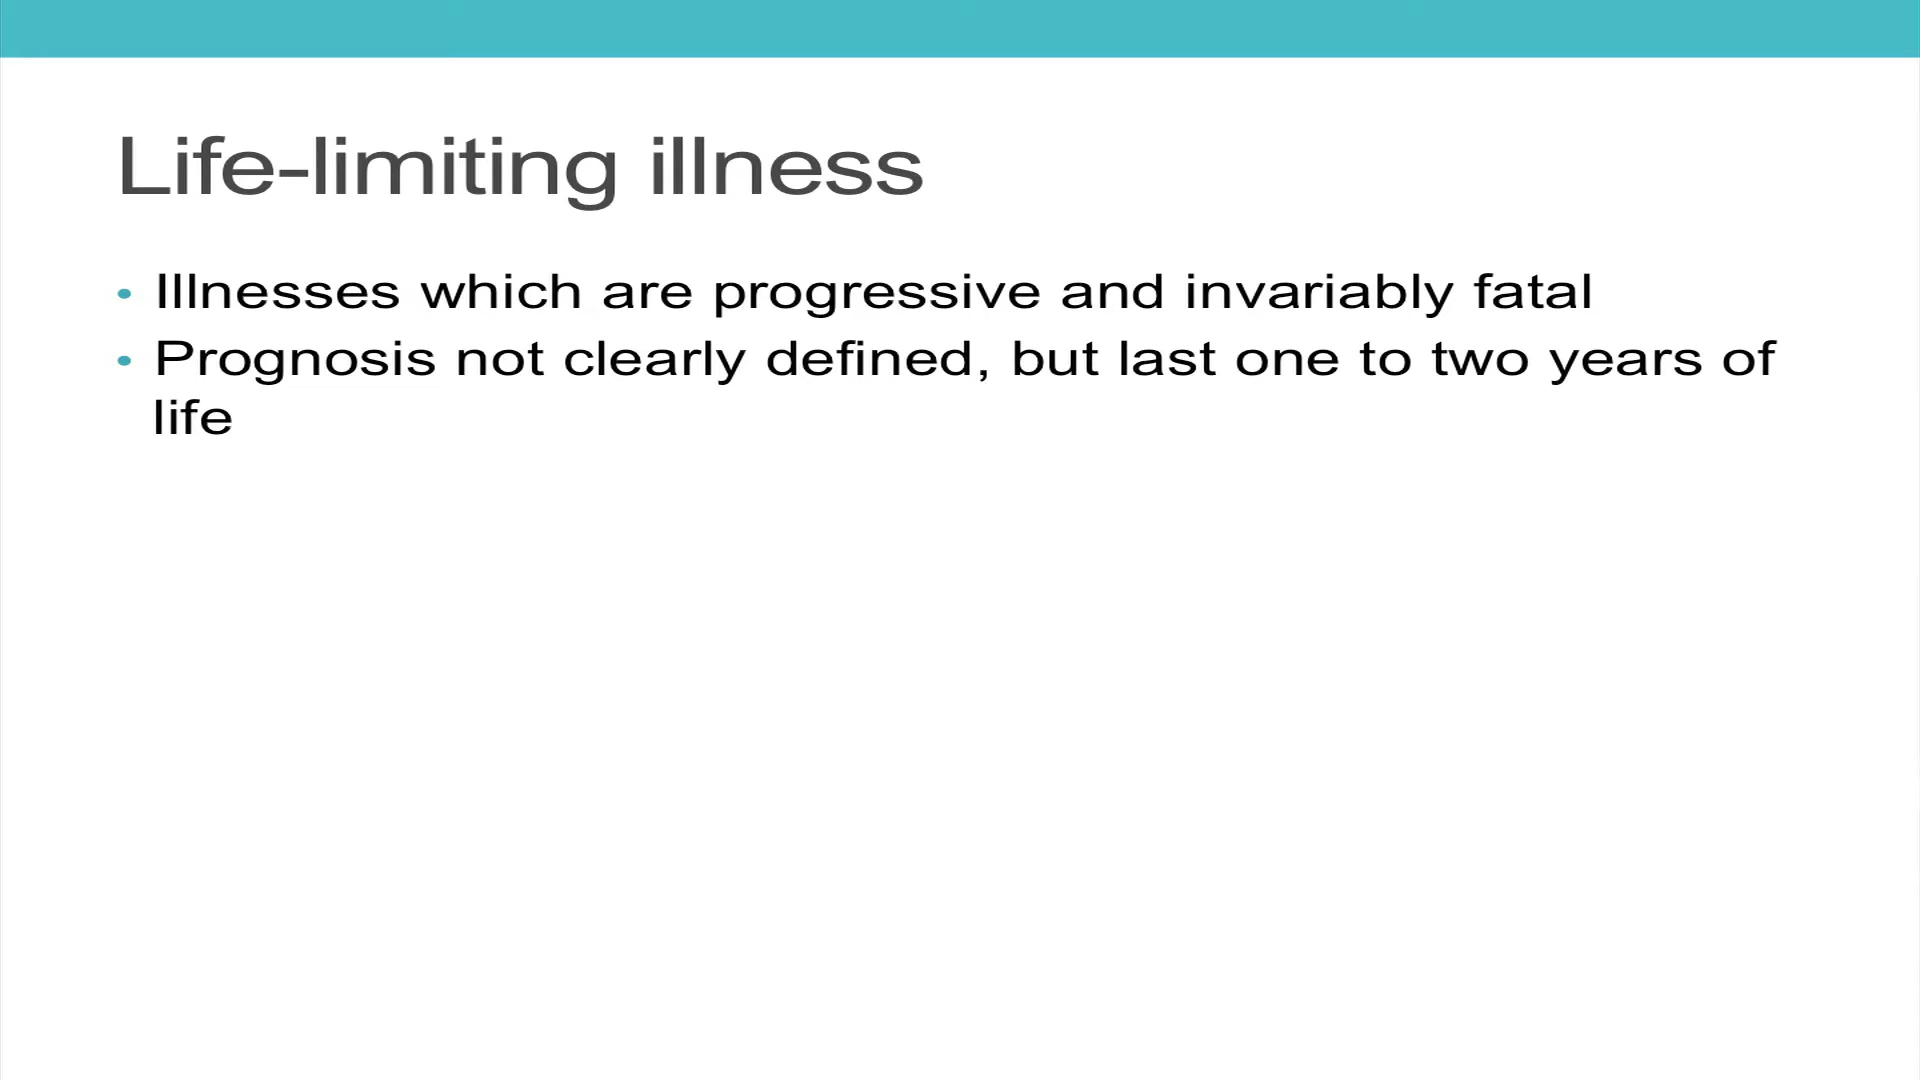 Life-limiting illness
• Illnesses which are progressive and invariably fatal
• Prognosis not clearly defined, but last one to two years of
life